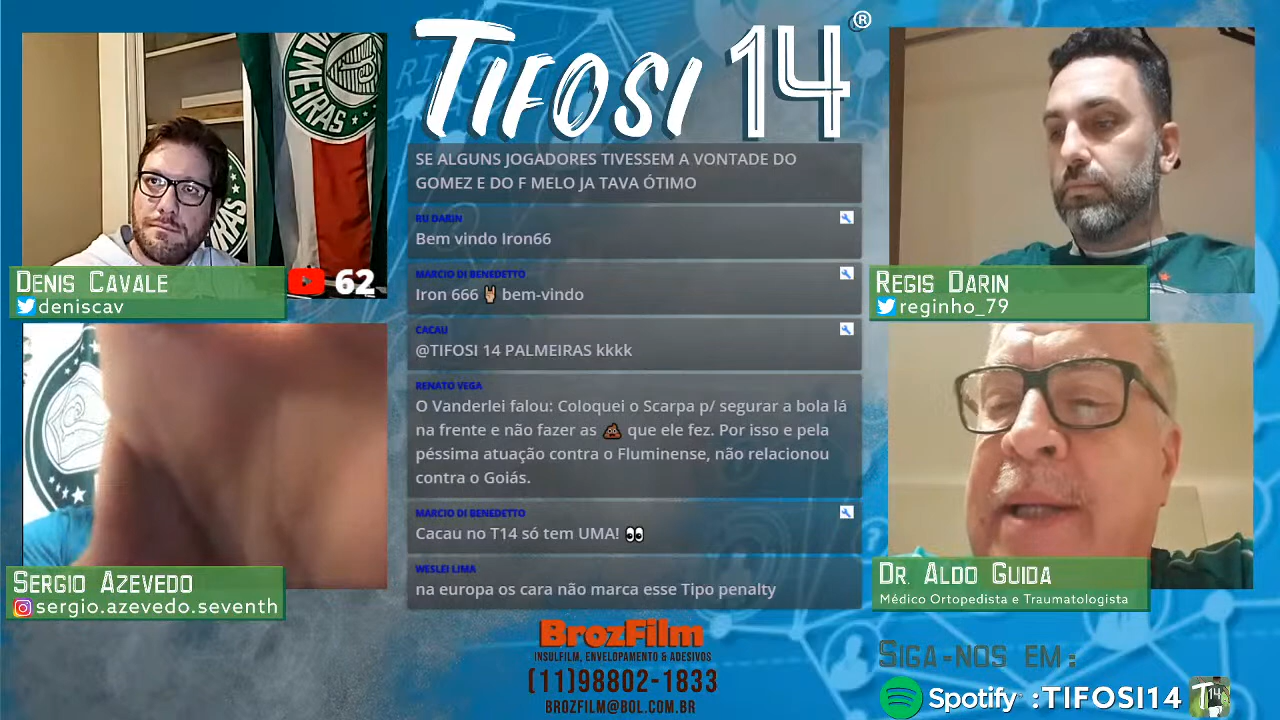 TIFOSI 14®
PALMEIRAS
DENIS CAVALE
deniscav
62
SERGIO AZEVEDO
sergio.azevedo.seventh
SE ALGUNS JOGADORES TIVESSEM A VONTADE DO
GOMEZ E DO F MELO JA TAVA ÓTIMO
RU DARIN
Bem vindo Iron66
MARCIO DI BENEDETTO
Iron 666 🤘🏼 bem-vindo
CACAU
@TIFOSI 14 PALMEIRAS kkkk
RENATO VEGA
O Vanderlei falou: Coloquei o Scarpa p/ segurar a bola lá
na frente e não fazer as 💩 que ele fez. Por isso e pela
péssima atuação contra o Fluminense, não relacionou
contra o Goiás.
MARCIO DI BENEDETTO
Cacau no T14 só tem UMA! 👀
WESLEI LIMA
na europa os cara não marca esse Tipo penalty
REGIS DARIN
reginho_79
DR. ALDO GUIDA
Médico Ortopedista e Traumatologista
BROZFILM
INSULFILM, ENVELOPAMENTO & ADESIVOS
(11)98802-1833
BROZFILM@BOL.COM.BR
SIGA-NOS EM:
Spotify :TIFOSI14